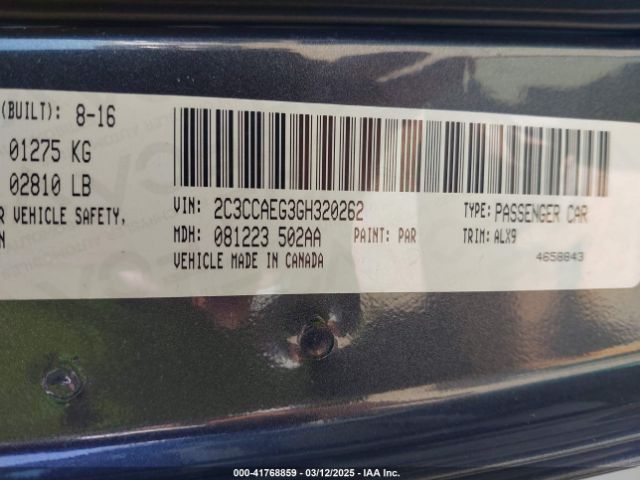 (BUILT): 8-16
01275 KG
02810 LB
R VEHICLE SAFETY,
N
VIN: 2C3CCAEG3GH320262
TYPE: PASSENGER CAR
MDH: 081223 502AA
PAINT: PAR
TRIM: ALX9
VEHICLE MADE IN CANADA
4658843
000-41768859 — 03/12/2025 — IAA Inc.